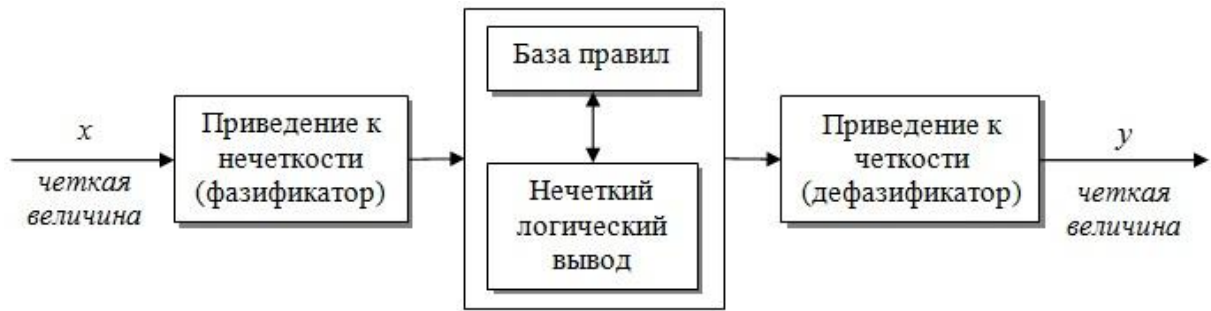 x
четкая
величина
Приведение к
нечеткости
(фазификатор)
База правил
Нечеткий
логический
вывод
Приведение к
четкости
(дефазификатор)
y
четкая
величина